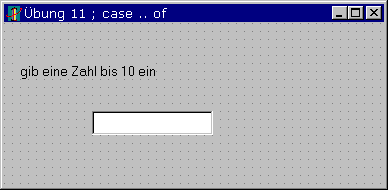 Übung 11 ; case .. of
gib eine Zahl bis 10 ein